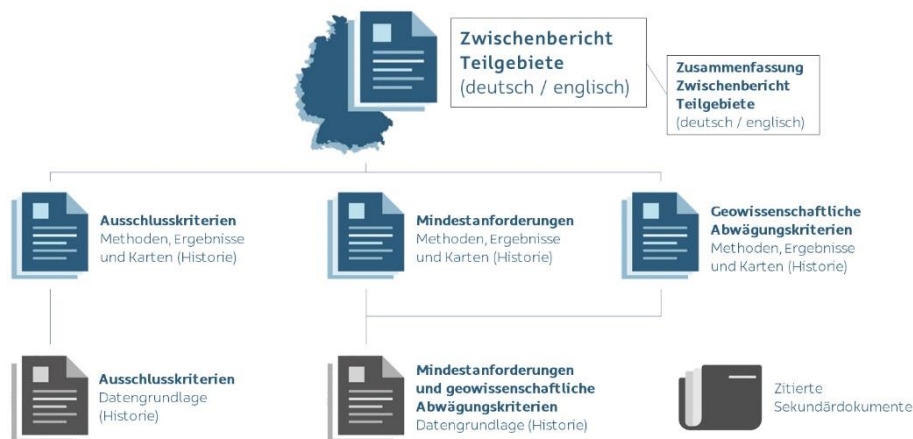 Zwischenbericht
Teilgebiete
(deutsch / englisch)
Zusammenfassung
Zwischenbericht
Teilgebiete
(deutsch / englisch)
Ausschlusskriterien
Methoden, Ergebnisse
und Karten (Historie)
Mindestanforderungen
Methoden, Ergebnisse
und Karten (Historie)
Geowissenschaftliche
Abwägungskriterien
Methoden, Ergebnisse
und Karten (Historie)
Ausschlusskriterien
Datengrundlage
(Historie)
Mindestanforderungen
und geowissenschaftliche
Abwägungskriterien
Datengrundlage (Historie)
Zitierte
Sekundärdokumente